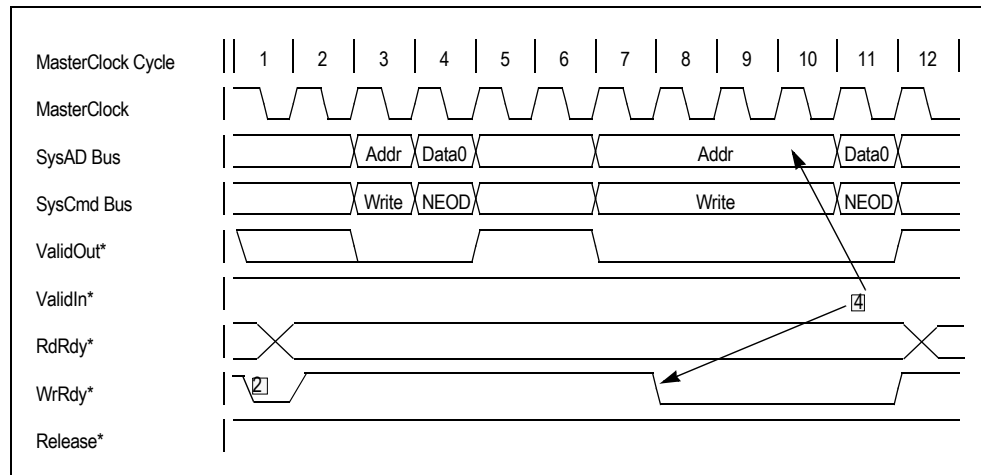 MasterClock Cycle 1 2 3 4 5 6 7 8 9 10 11 12
MasterClock
SysAD Bus Addr Data0 Addr Data0
SysCmd Bus Write NEOD Write NEOD
ValidOut*
ValidIn* 4
RdRdy*
WrRdy* 2
Release*